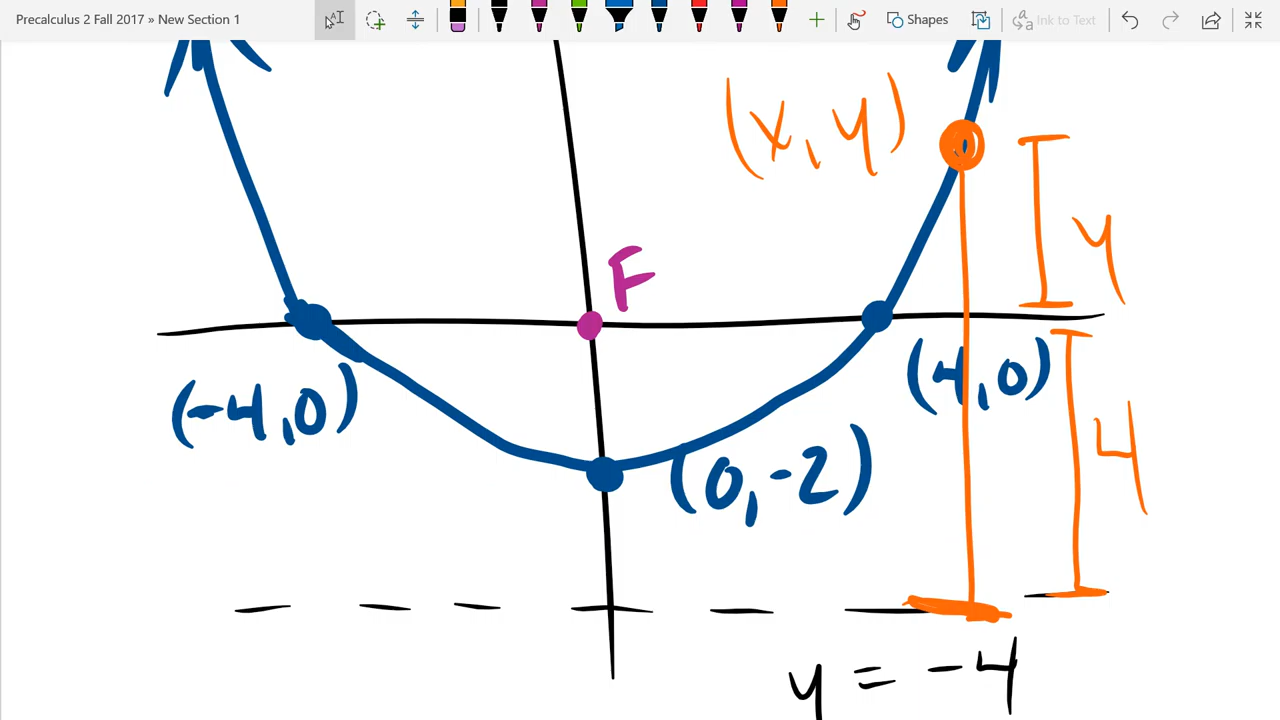 Precalculus 2 Fall 2017 » New Section 1
Shapes
Ink to Text
(x, y)
F
y
(-4,0)
(4,0)
4
(0,-2)
y = -4